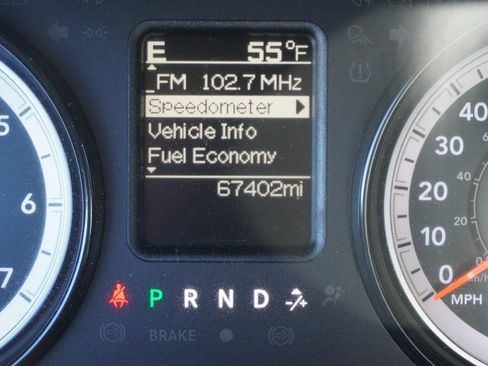 E 55°F
_FM 102.7 MHz
Speedometer
Vehicle Info
Fuel Economy
67402mi
5
6
7
40
30
20
10
0
MPH
P R N D -/+
BRAKE